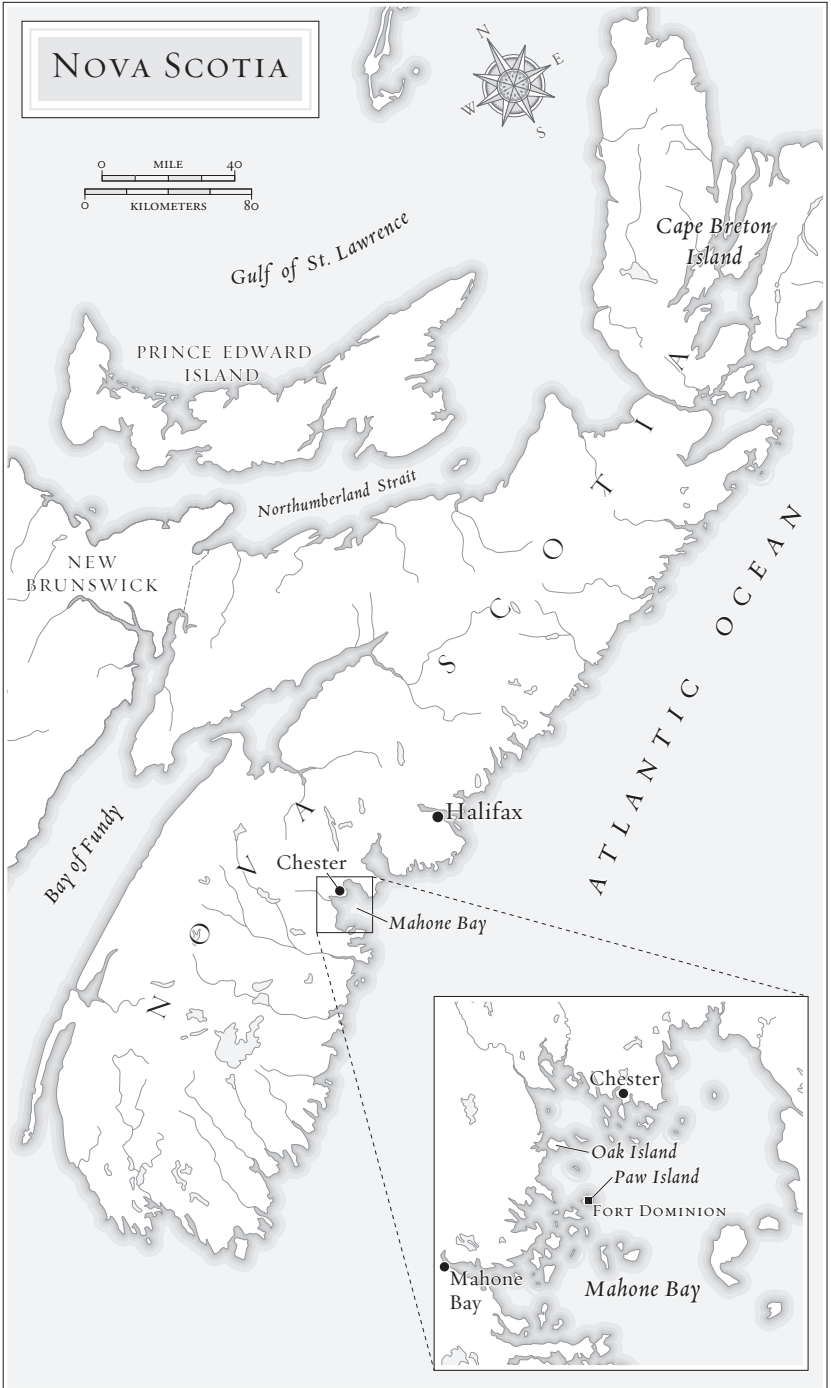 NOVA SCOTIA
N
E
W
S
0 MILE 40
0 KILOMETERS 80
Gulf of St. Lawrence
Cape Breton
Island
PRINCE EDWARD
ISLAND
Northumberland Strait
NEW
BRUNSWICK
NOVA SCOTIA
ATLANTIC OCEAN
Bay of Fundy
Halifax
Chester
Mahone Bay
Chester
Oak Island
Paw Island
FORT DOMINION
Mahone
Bay
Mahone Bay